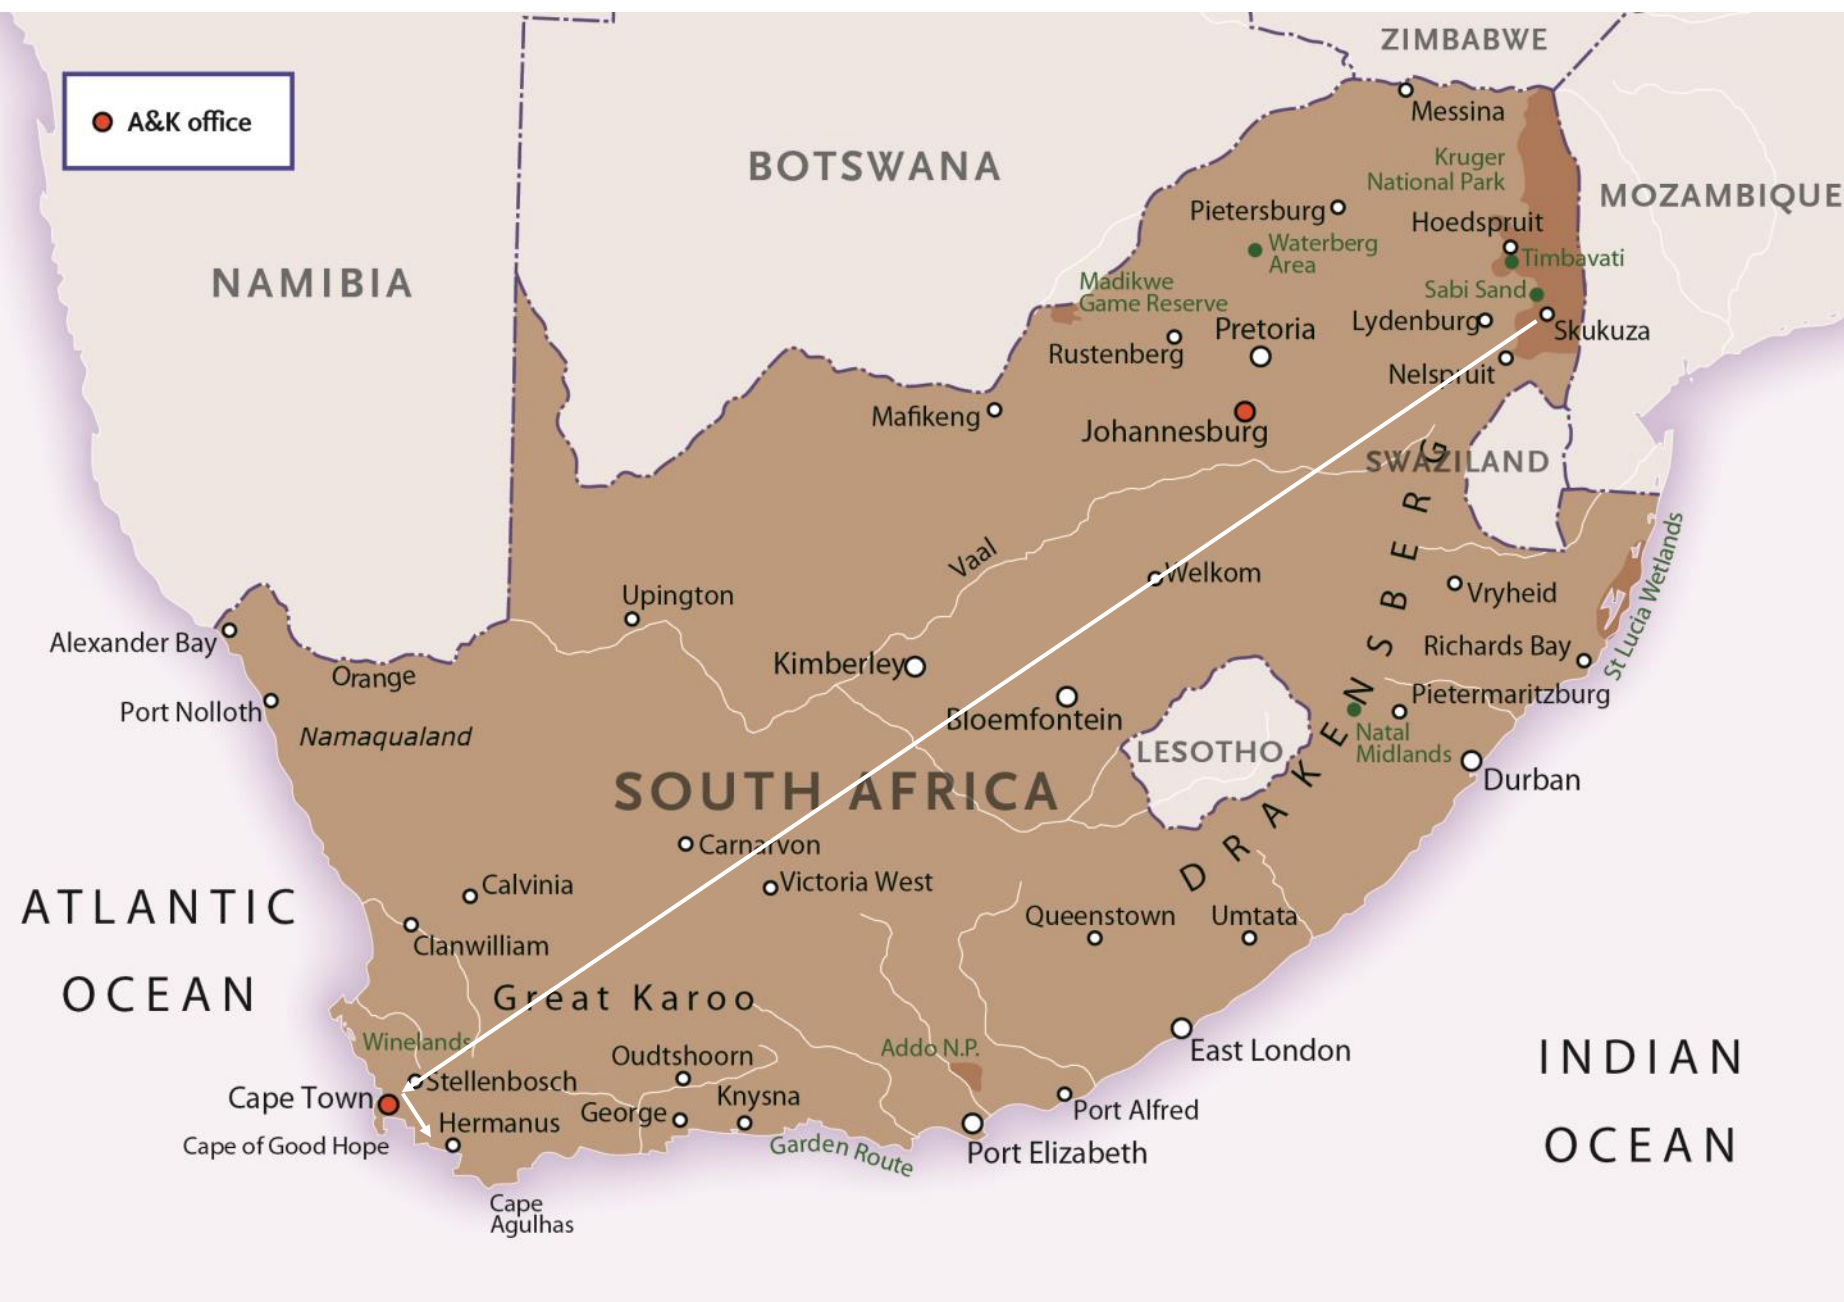 ZIMBABWE
A&K office
Messina
BOTSWANA
Kruger
National Park
MOZAMBIQUE
Pietersburg
Hoedspruit
Waterberg
Area
Timbavati
NAMIBIA
Madikwe
Game Reserve
Sabi Sand
Lydenburg
Skukuza
Pretoria
Rustenberg
Nelspruit
Mafikeng
Johannesburg
SWAZILAND
DRAKENSBERG
Vaal
Welkom
Vryheid
St Lucia Wetlands
Upington
Alexander Bay
Richards Bay
Kimberley
Orange
Pietermaritzburg
Port Nolloth
Bloemfontein
Namaqualand
Natal
Midlands
LESOTHO
Durban
SOUTH AFRICA
Carnarvon
Calvinia
Victoria West
ATLANTIC
OCEAN
Queenstown
Umtata
Clanwilliam
Great Karoo
Winelands
Oudtshoorn
Addo N.P.
East London
INDIAN
OCEAN
Stellenbosch
Cape Town
Knysna
George
Port Alfred
Hermanus
Cape of Good Hope
Garden Route
Port Elizabeth
Cape
Agulhas